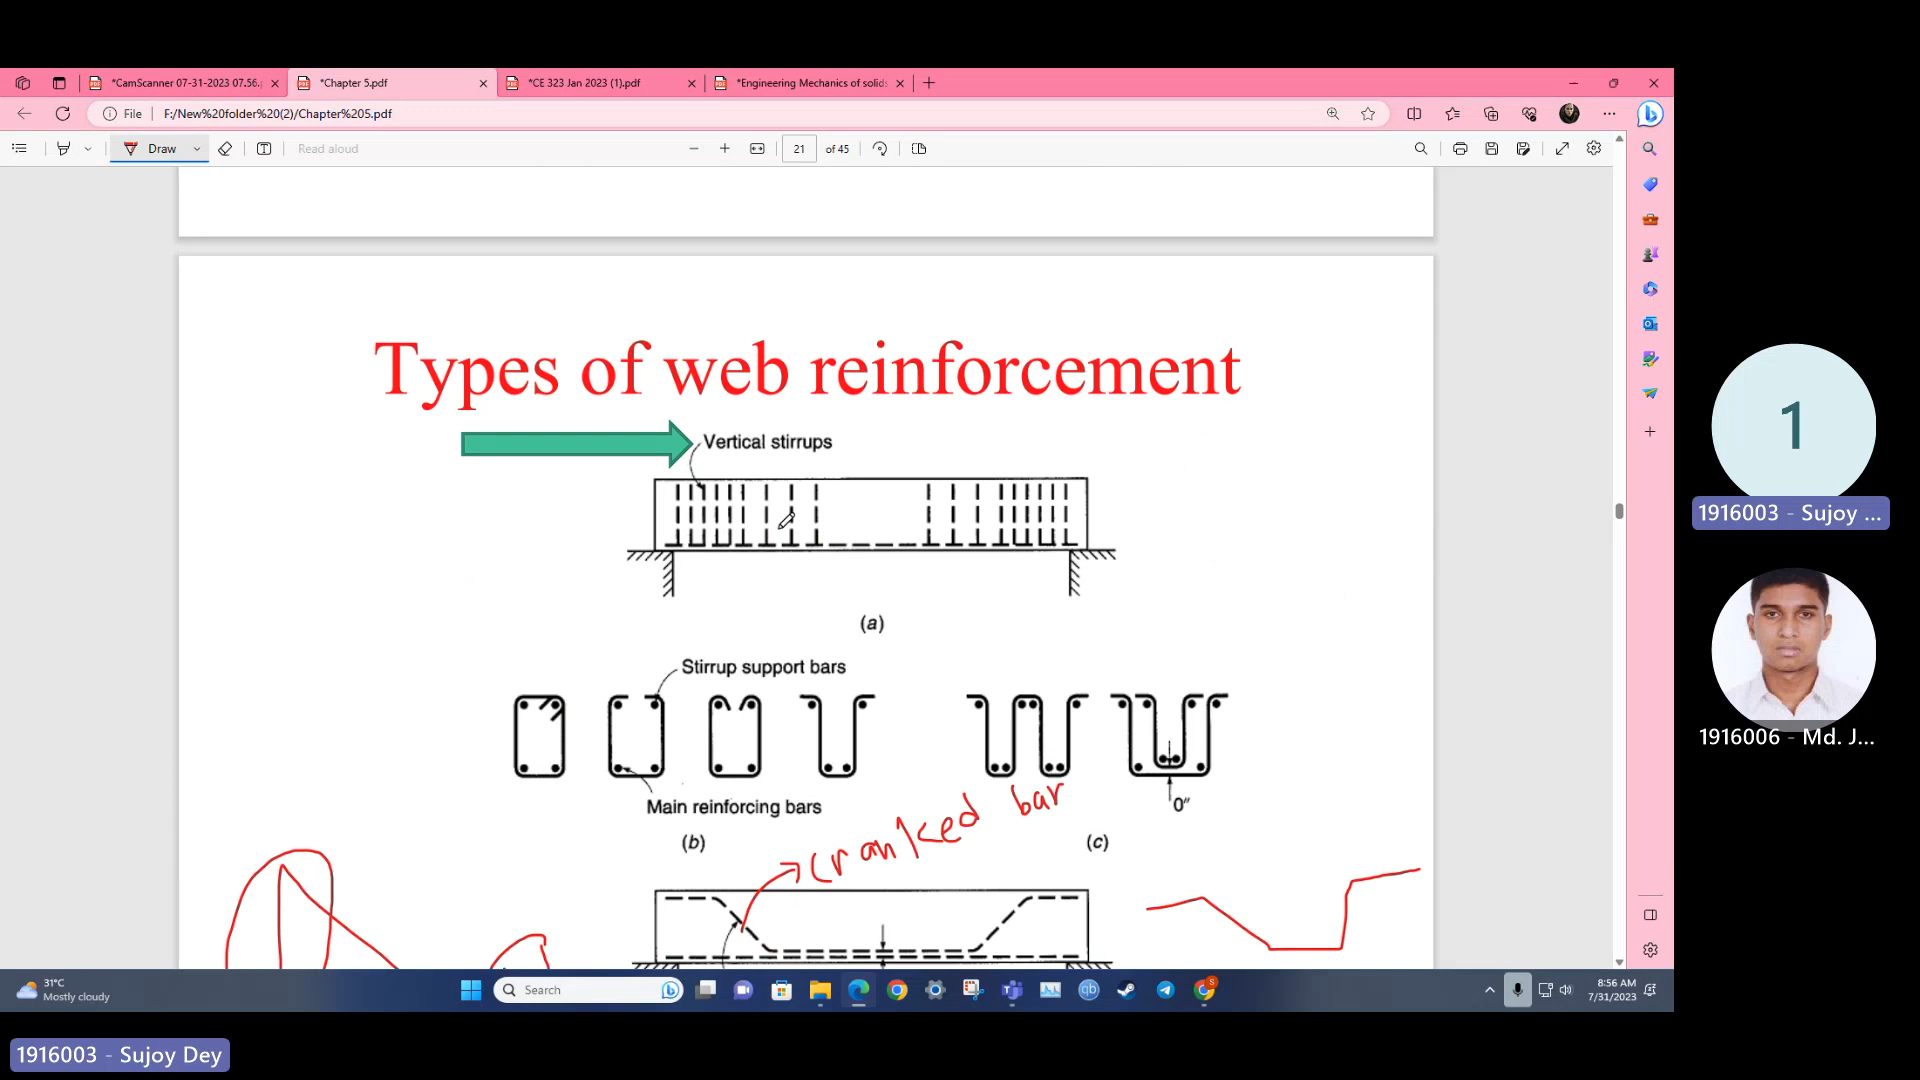 *CamScanner 07-31-2023 07.56.p
*Chapter 5.pdf
*CE 323 Jan 2023 (1).pdf
*Engineering Mechanics of solids
File
F:/New%20folder%20(2)/Chapter%205.pdf
Draw
Read aloud
21
of 45
Types of web reinforcement
Vertical stirrups
(a)
Stirrup support bars
Main reinforcing bars
0"
(b)
(c)
cranked bar
1
1916003 - Sujoy ...
1916006 - Md. J...
31°C
Mostly cloudy
Search
8:56 AM
7/31/2023
1916003 - Sujoy Dey